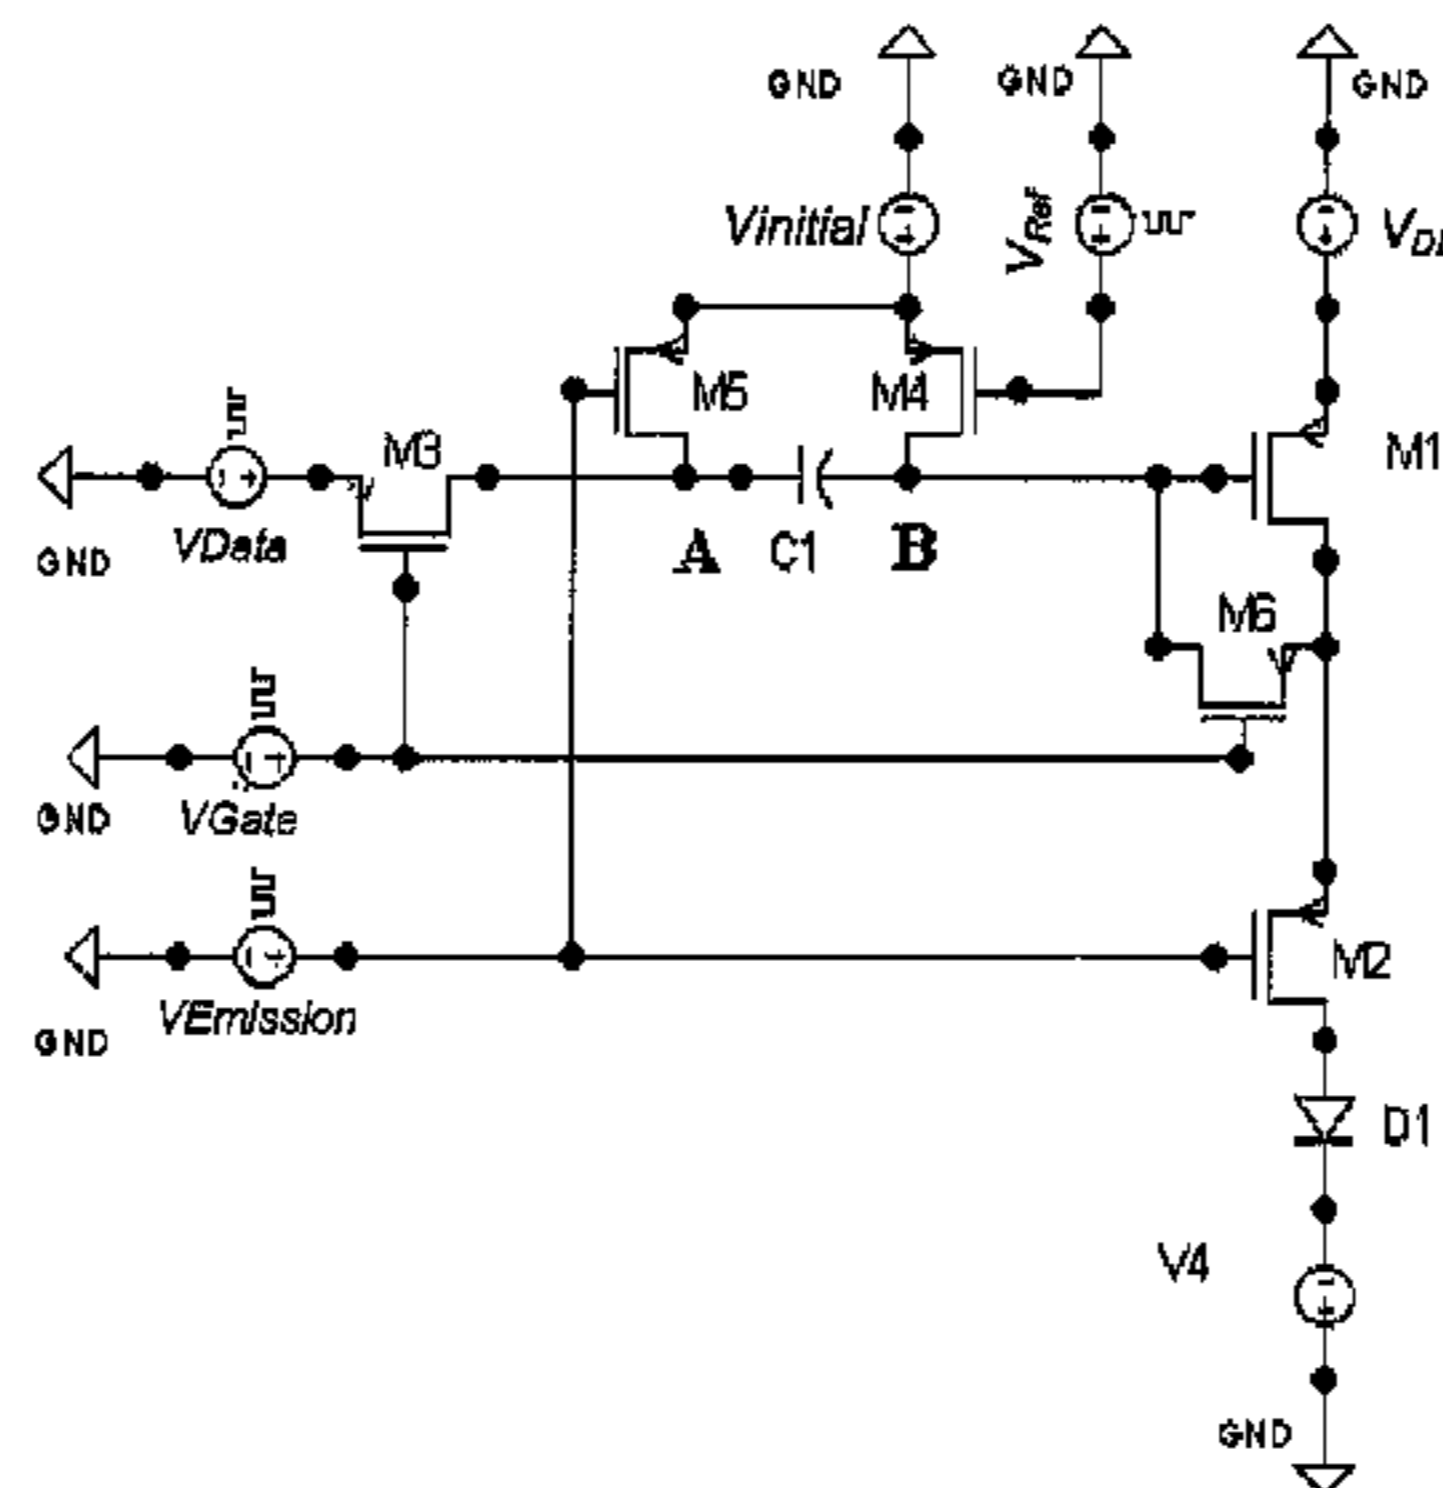 GND
GND
GND
Vinitial
VRef
M5
M4
M3
M1
VData
GND
A
C1
B
M6
GND
VGate
M2
VEmission
GND
D1
V4
GND